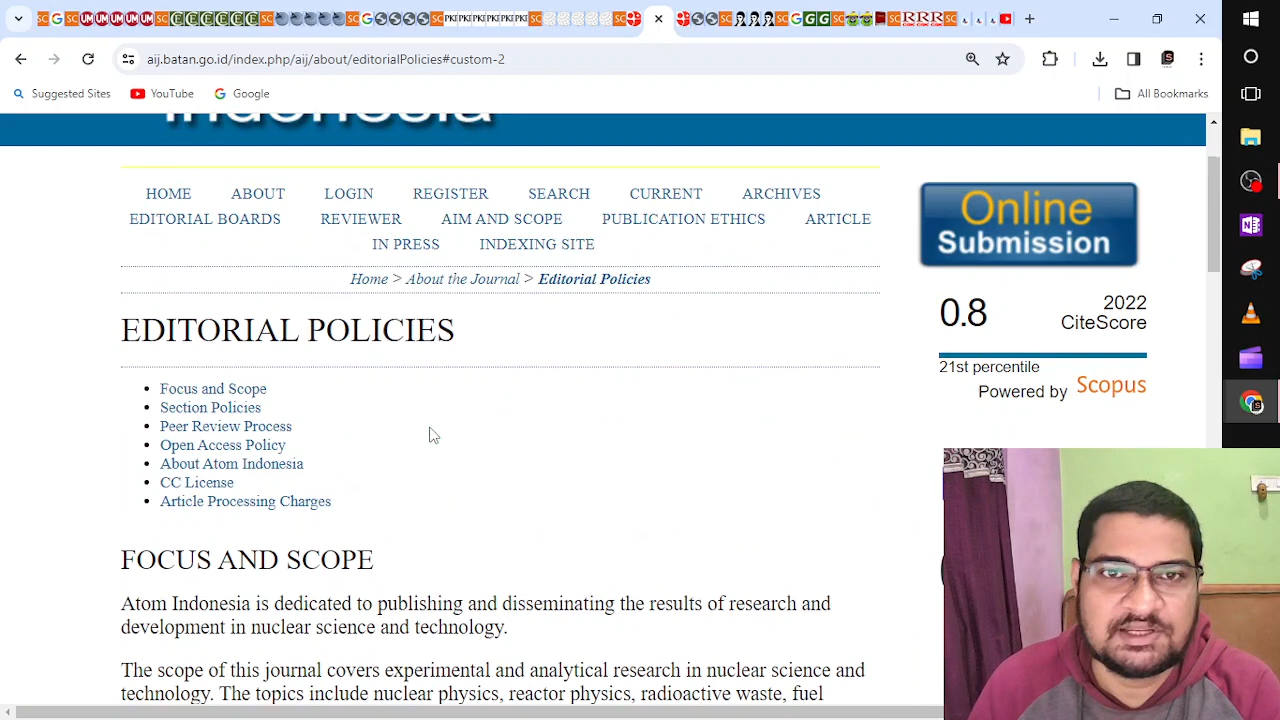 aij.batan.go.id/index.php/aij/about/editorialPolicies#custom-2
Suggested Sites
YouTube
Google
All Bookmarks
Indonesia
HOME ABOUT LOGIN REGISTER SEARCH CURRENT ARCHIVES
EDITORIAL BOARDS REVIEWER AIM AND SCOPE PUBLICATION ETHICS ARTICLE
IN PRESS INDEXING SITE
Home > About the Journal > Editorial Policies
EDITORIAL POLICIES
Focus and Scope
Section Policies
Peer Review Process
Open Access Policy
About Atom Indonesia
CC License
Article Processing Charges
FOCUS AND SCOPE
Atom Indonesia is dedicated to publishing and disseminating the results of research and
development in nuclear science and technology.
The scope of this journal covers experimental and analytical research in nuclear science and
technology. The topics include nuclear physics, reactor physics, radioactive waste, fuel
Online
Submission
0.8
2022
CiteScore
21st percentile
Powered by Scopus